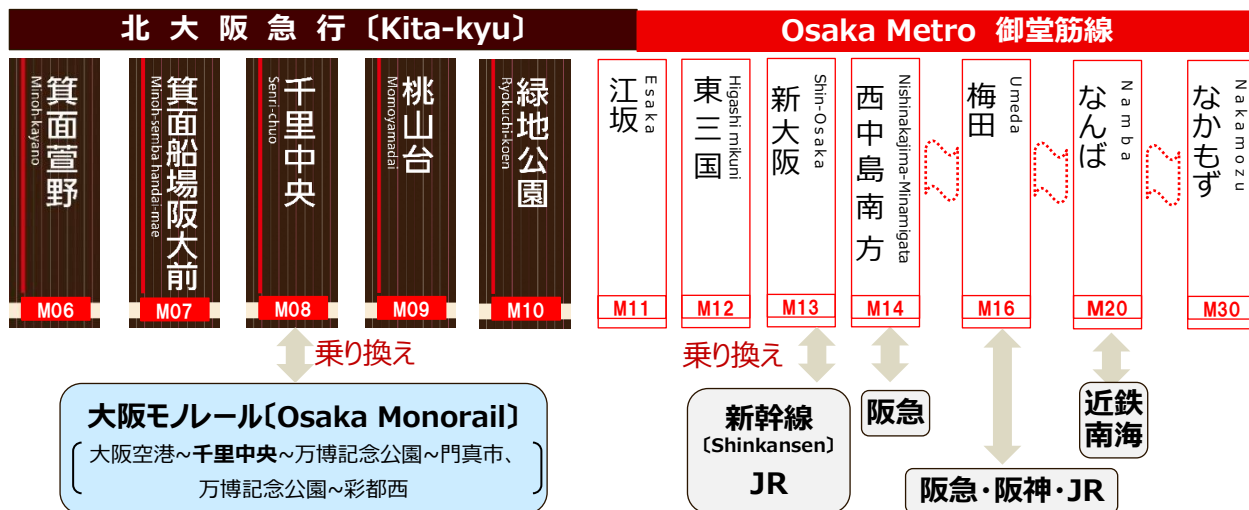 北大阪急行〔Kita-kyu〕
Osaka Metro 御堂筋線
箕面萱野
Minoh-kayano
M06
箕面船場阪大前
Minoh-semba handai-mae
M07
千里中央
Senri-chuo
M08
桃山台
Momoyamadai
M09
緑地公園
Ryokuchi-koen
M10
江坂
Esaka
M11
東三国
Higashi mikuni
M12
新大阪
Shin-Osaka
M13
西中島南方
Nishinakajima-Minamigata
M14
梅田
Umeda
M16
なんば
Namba
M20
なかもず
Nakamozu
M30
乗り換え
大阪モノレール〔Osaka Monorail〕
大阪空港~千里中央~万博記念公園~門真市、
万博記念公園~彩都西
乗り換え
新幹線
〔Shinkansen〕
JR
阪急
阪急・阪神・JR
近鉄
南海